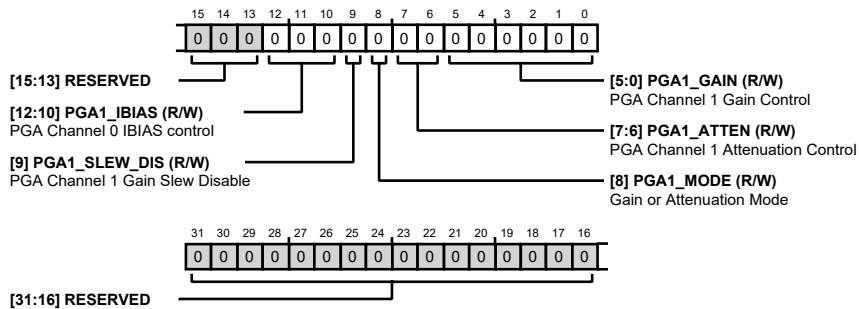 15 14 13 12 11 10 9 8 7 6 5 4 3 2 1 0
0 0 0 0 0 0 0 0 0 0 0 0 0 0 0 0
[15:13] RESERVED
[12:10] PGA1_IBIAS (R/W)
PGA Channel 0 IBIAS control
[9] PGA1_SLEW_DIS (R/W)
PGA Channel 1 Gain Slew Disable
[5:0] PGA1_GAIN (R/W)
PGA Channel 1 Gain Control
[7:6] PGA1_ATTEN (R/W)
PGA Channel 1 Attenuation Control
[8] PGA1_MODE (R/W)
Gain or Attenuation Mode
31 30 29 28 27 26 25 24 23 22 21 20 19 18 17 16
0 0 0 0 0 0 0 0 0 0 0 0 0 0 0 0
[31:16] RESERVED